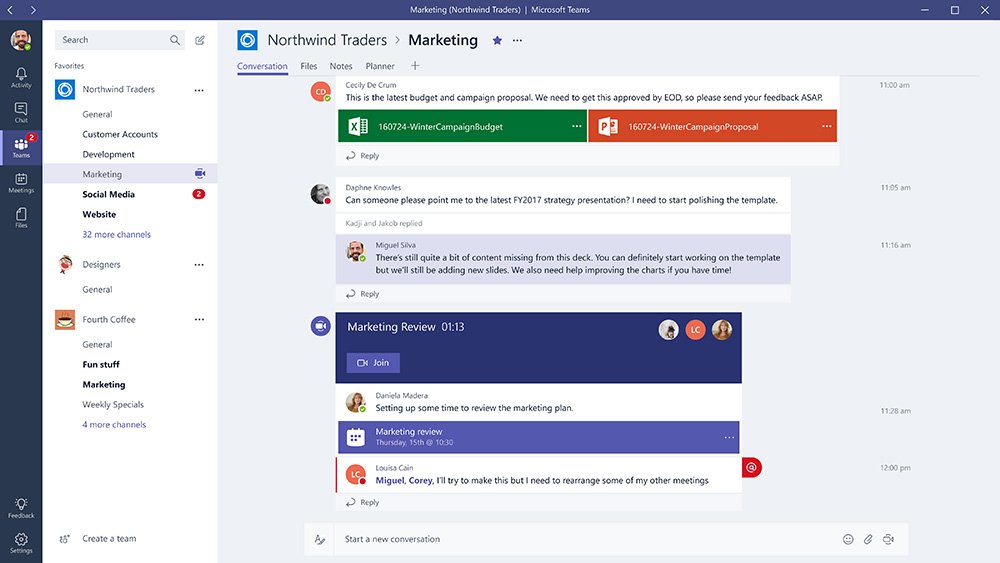 Marketing (Northwind Traders) | Microsoft Teams
Search
Favorites
Northwind Traders
General
Customer Accounts
Development
Marketing
Social Media 2
Website
32 more channels
Designers
General
Fourth Coffee
General
Fun stuff
Marketing
Weekly Specials
4 more channels
Create a team
Activity
Chat
2
Teams
Meetings
Files
Feedback
Settings
Northwind Traders > Marketing
Conversation Files Notes Planner
Cecily De Crum 11:00 am
CD
This is the latest budget and campaign proposal. We need to get this approved by EOD, so please send your feedback ASAP.
160724-WinterCampaignBudget 160724-WinterCampaignProposal
Reply
Daphne Knowles 11:05 am
Can someone please point me to the latest FY2017 strategy presentation? I need to start polishing the template.
Kadji and Jakob replied
Miguel Silva 11:16 am
There's still quite a bit of content missing from this deck. You can definitely start working on the template
but we'll still be adding new slides. We also need help improving the charts if you have time!
Reply
Marketing Review 01:13 LC
Join
Daniela Madera
Setting up some time to review the marketing plan. 11:28 am
Marketing review
Thursday, 15th @ 10:30
Louisa Cain 12:00 pm
LC
Miguel, Corey, I'll try to make this but I need to rearrange some of my other meetings
@
Reply
Start a new conversation